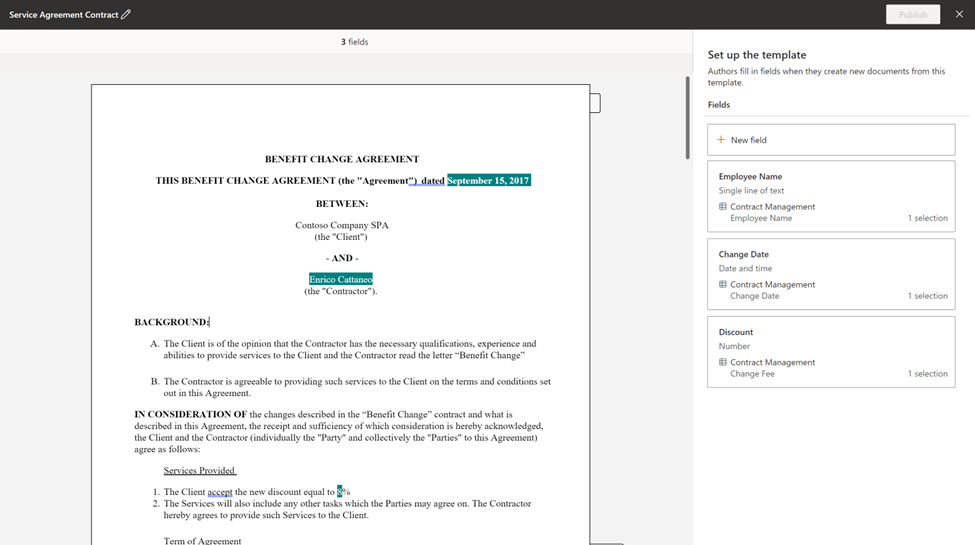 Service Agreement Contract
Publish
3 fields
BENEFIT CHANGE AGREEMENT
THIS BENEFIT CHANGE AGREEMENT (the "Agreement") dated September 15, 2017
BETWEEN:
Contoso Company SPA
(the "Client")
- AND -
Enrico Cattaneo
(the "Contractor").
BACKGROUND:
A. The Client is of the opinion that the Contractor has the necessary qualifications, experience and
abilities to provide services to the Client and the Contractor read the letter “Benefit Change”
B. The Contractor is agreeable to providing such services to the Client on the terms and conditions set
out in this Agreement.
IN CONSIDERATION OF the changes described in the “Benefit Change” contract and what is
described in this Agreement, the receipt and sufficiency of which consideration is hereby acknowledged,
the Client and the Contractor (individually the "Party" and collectively the "Parties" to this Agreement)
agree as follows:
Services Provided
1. The Client accept the new discount equal to %
2. The Services will also include any other tasks which the Parties may agree on. The Contractor
hereby agrees to provide such Services to the Client.
Term of Agreement
Set up the template
Authors fill in fields when they create new documents from this
template.
Fields
+ New field
Employee Name
Single line of text
Contract Management
Employee Name 1 selection
Change Date
Date and time
Contract Management
Change Date 1 selection
Discount
Number
Contract Management
Change Fee 1 selection